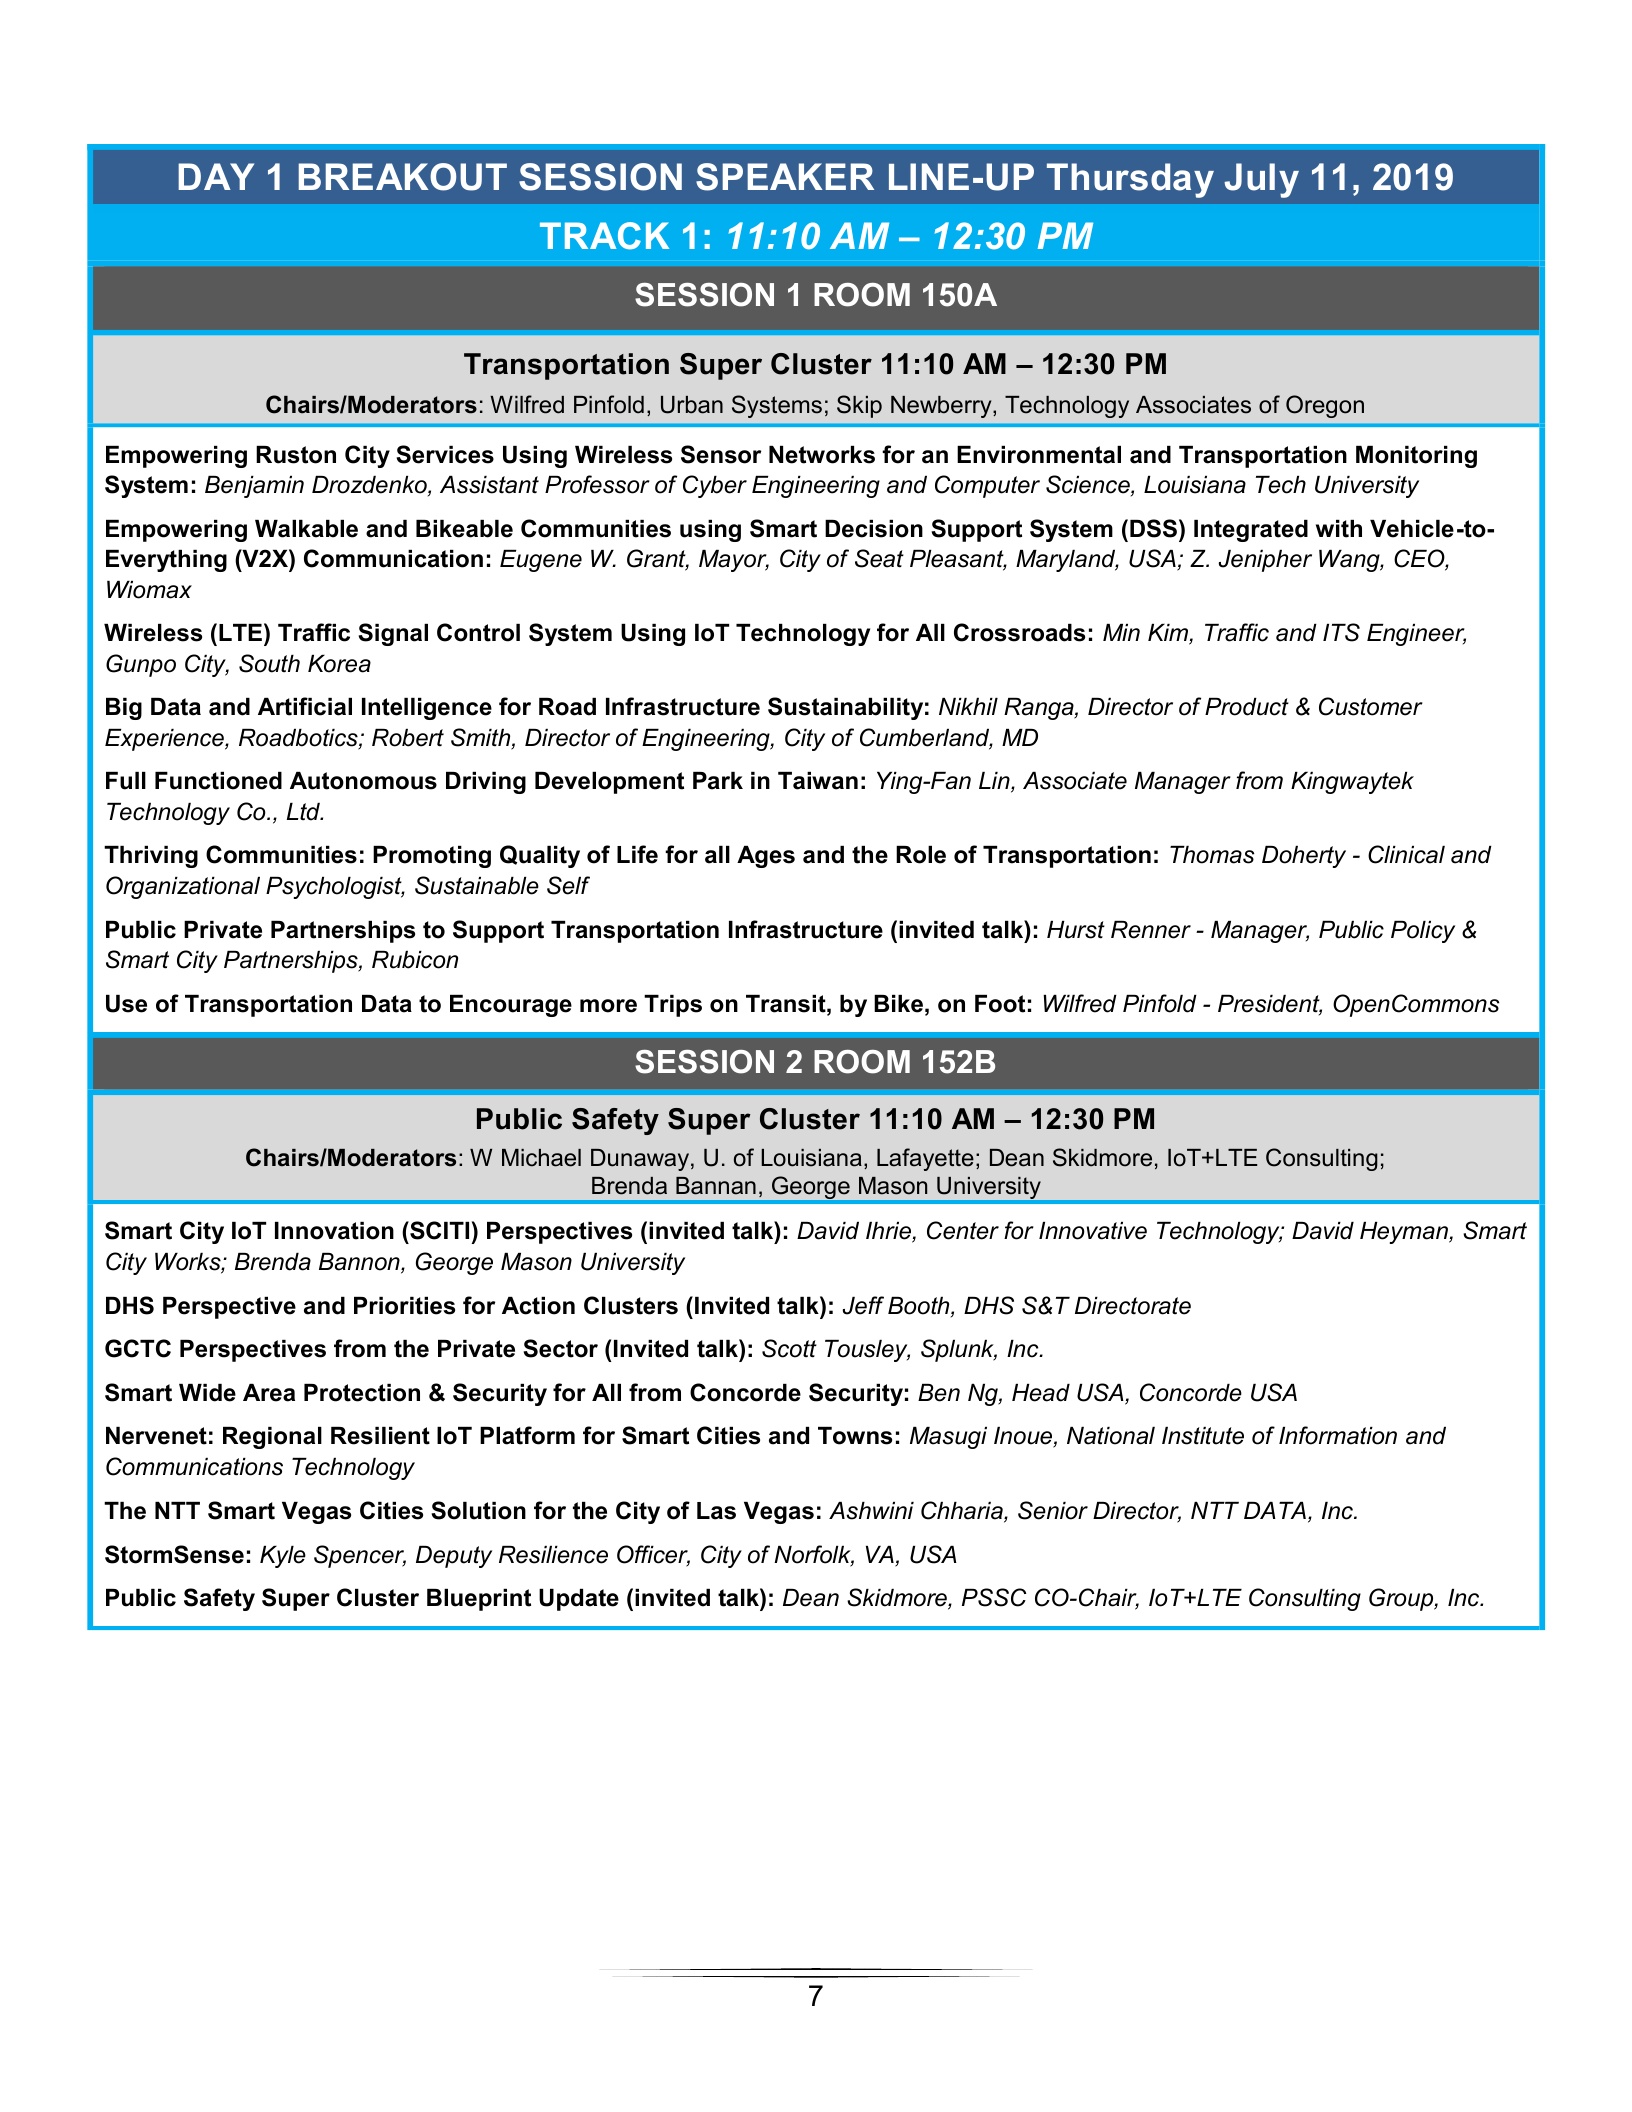 DAY 1 BREAKOUT SESSION SPEAKER LINE-UP Thursday July 11, 2019
TRACK 1: 11:10 AM – 12:30 PM
SESSION 1 ROOM 150A
Transportation Super Cluster 11:10 AM – 12:30 PM
Chairs/Moderators: Wilfred Pinfold, Urban Systems; Skip Newberry, Technology Associates of Oregon
Empowering Ruston City Services Using Wireless Sensor Networks for an Environmental and Transportation Monitoring
System: Benjamin Drozdenko, Assistant Professor of Cyber Engineering and Computer Science, Louisiana Tech University
Empowering Walkable and Bikeable Communities using Smart Decision Support System (DSS) Integrated with Vehicle-to-
Everything (V2X) Communication: Eugene W. Grant, Mayor, City of Seat Pleasant, Maryland, USA; Z. Jenipher Wang, CEO,
Wiomax
Wireless (LTE) Traffic Signal Control System Using IoT Technology for All Crossroads: Min Kim, Traffic and ITS Engineer,
Gunpo City, South Korea
Big Data and Artificial Intelligence for Road Infrastructure Sustainability: Nikhil Ranga, Director of Product & Customer
Experience, Roadbotics; Robert Smith, Director of Engineering, City of Cumberland, MD
Full Functioned Autonomous Driving Development Park in Taiwan: Ying-Fan Lin, Associate Manager from Kingwaytek
Technology Co., Ltd.
Thriving Communities: Promoting Quality of Life for all Ages and the Role of Transportation: Thomas Doherty - Clinical and
Organizational Psychologist, Sustainable Self
Public Private Partnerships to Support Transportation Infrastructure (invited talk): Hurst Renner - Manager, Public Policy &
Smart City Partnerships, Rubicon
Use of Transportation Data to Encourage more Trips on Transit, by Bike, on Foot: Wilfred Pinfold - President, OpenCommons
SESSION 2 ROOM 152B
Public Safety Super Cluster 11:10 AM – 12:30 PM
Chairs/Moderators: W Michael Dunaway, U. of Louisiana, Lafayette; Dean Skidmore, IoT+LTE Consulting;
Brenda Bannan, George Mason University
Smart City IoT Innovation (SCITI) Perspectives (invited talk): David Ihrie, Center for Innovative Technology; David Heyman, Smart
City Works; Brenda Bannon, George Mason University
DHS Perspective and Priorities for Action Clusters (Invited talk): Jeff Booth, DHS S&T Directorate
GCTC Perspectives from the Private Sector (Invited talk): Scott Tousley, Splunk, Inc.
Smart Wide Area Protection & Security for All from Concorde Security: Ben Ng, Head USA, Concorde USA
Nervenet: Regional Resilient IoT Platform for Smart Cities and Towns: Masugi Inoue, National Institute of Information and
Communications Technology
The NTT Smart Vegas Cities Solution for the City of Las Vegas: Ashwini Chharia, Senior Director, NTT DATA, Inc.
StormSense: Kyle Spencer, Deputy Resilience Officer, City of Norfolk, VA, USA
Public Safety Super Cluster Blueprint Update (invited talk): Dean Skidmore, PSSC CO-Chair, IoT+LTE Consulting Group, Inc.
7